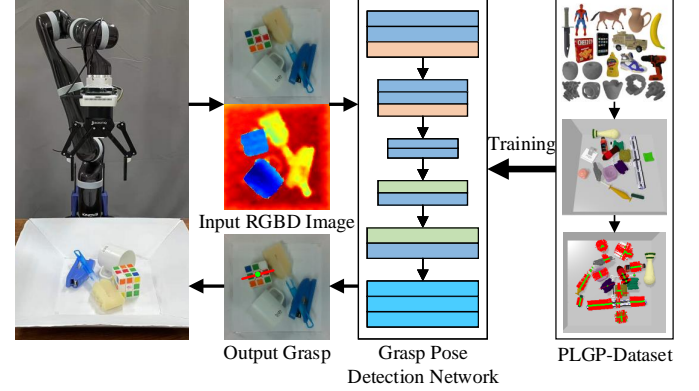 Training
Input RGBD Image
Output Grasp
Grasp Pose
Detection Network
PLGP-Dataset